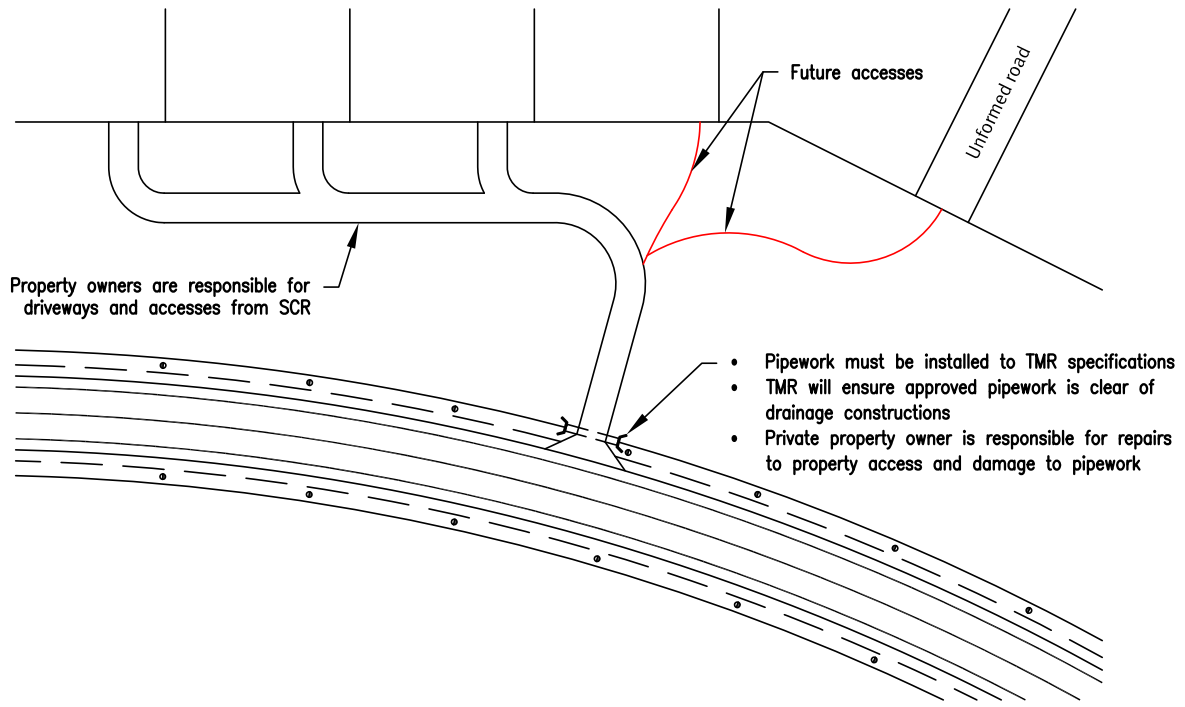 Future accesses
Unformed road
Property owners are responsible for
driveways and accesses from SCR
• Pipework must be installed to TMR specifications
• TMR will ensure approved pipework is clear of
drainage constructions
• Private property owner is responsible for repairs
to property access and damage to pipework